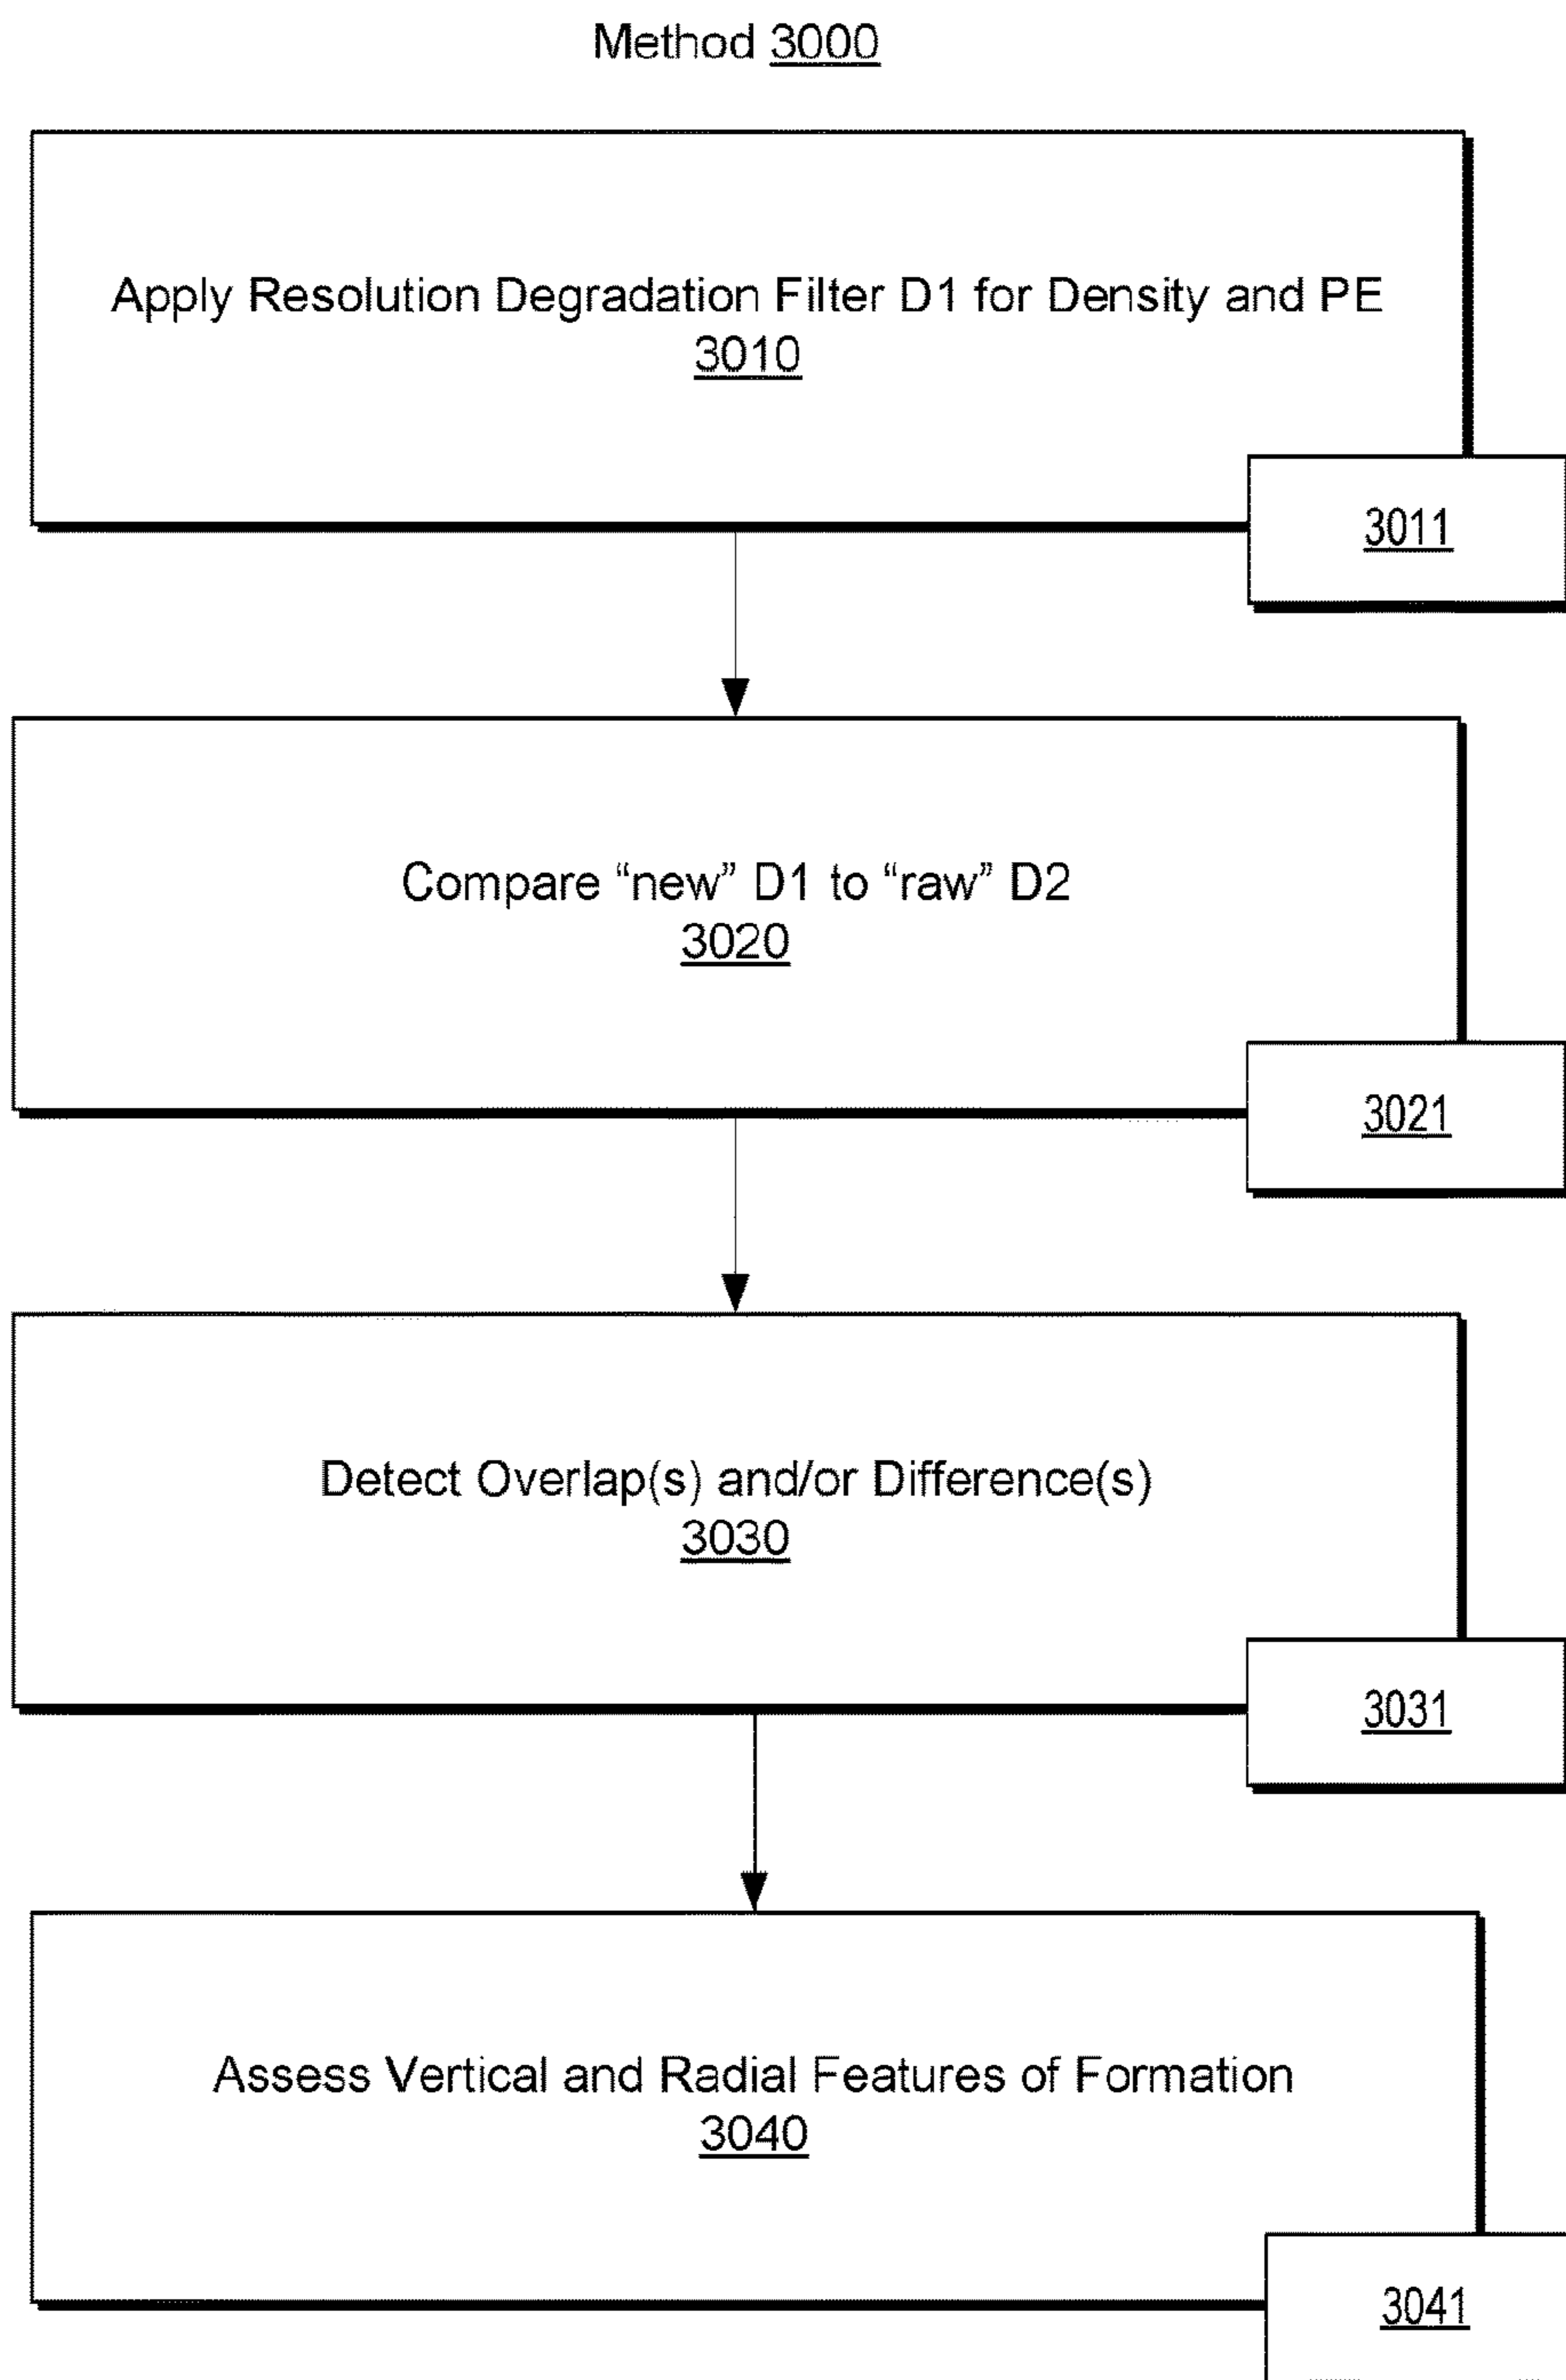 Method 3000
Apply Resolution Degradation Filter D1 for Density and PE
3010
3011
Compare “new” D1 to “raw” D2
3020
3021
Detect Overlap(s) and/or Difference(s)
3030
3031
Assess Vertical and Radial Features of Formation
3040
3041